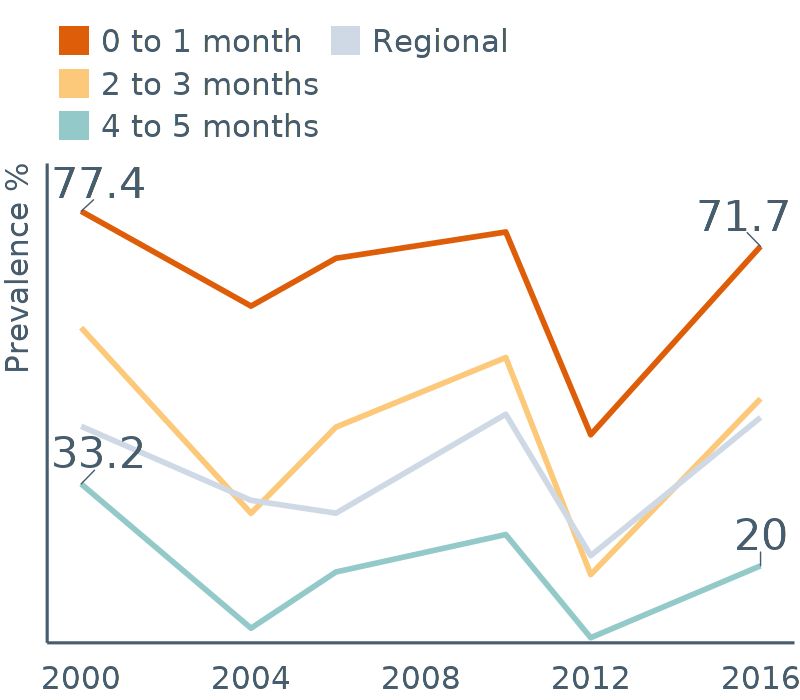 0 to 1 month
Regional
2 to 3 months
4 to 5 months
Prevalence %
77.4
71.7
33.2
20
2000 2004 2008 2012 2016